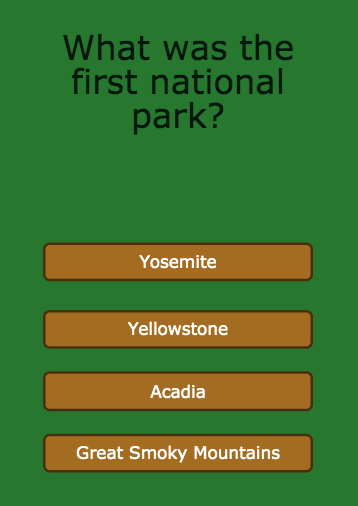 What was the
first national
park?
Yosemite
Yellowstone
Acadia
Great Smoky Mountains